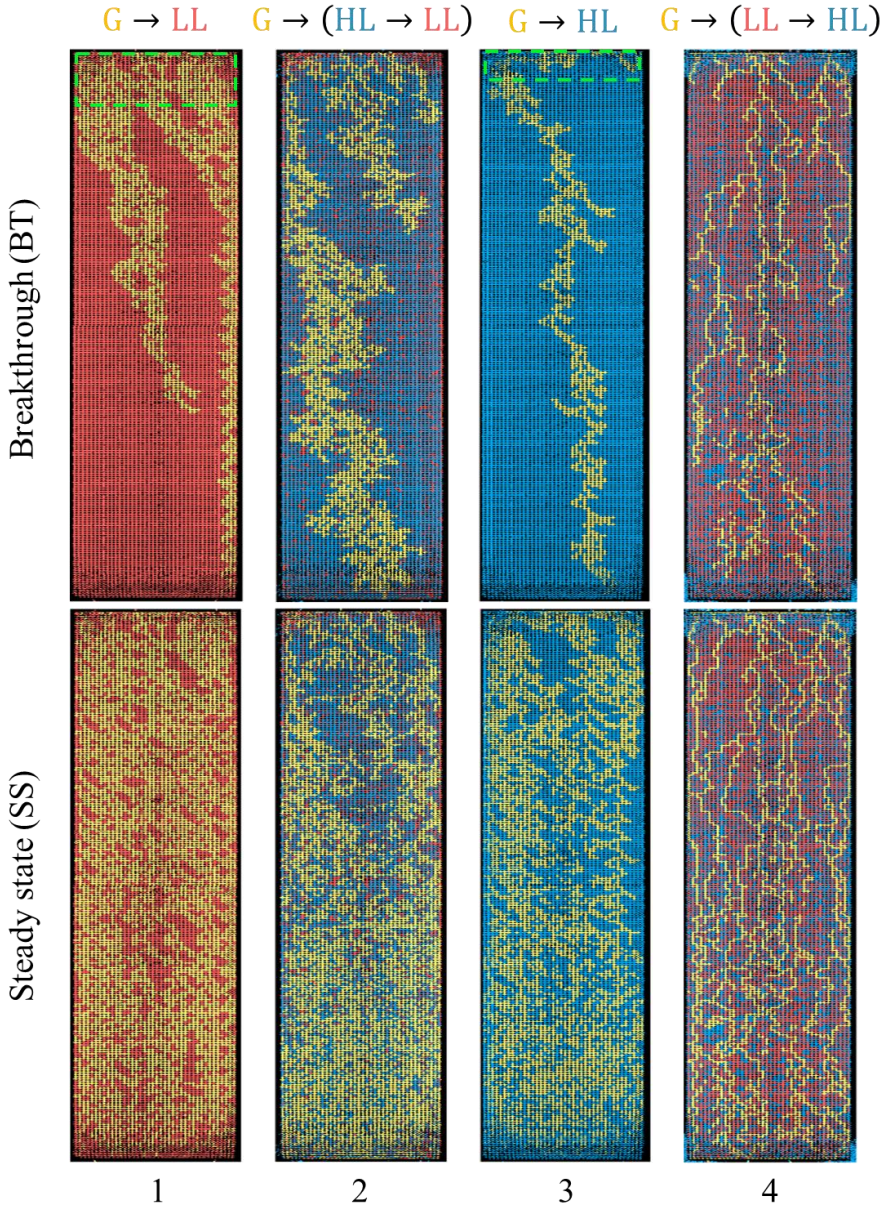 G → LL
G → (HL → LL)
G → HL
G → (LL → HL)
Breakthrough (BT)
Steady state (SS)
1
2
3
4